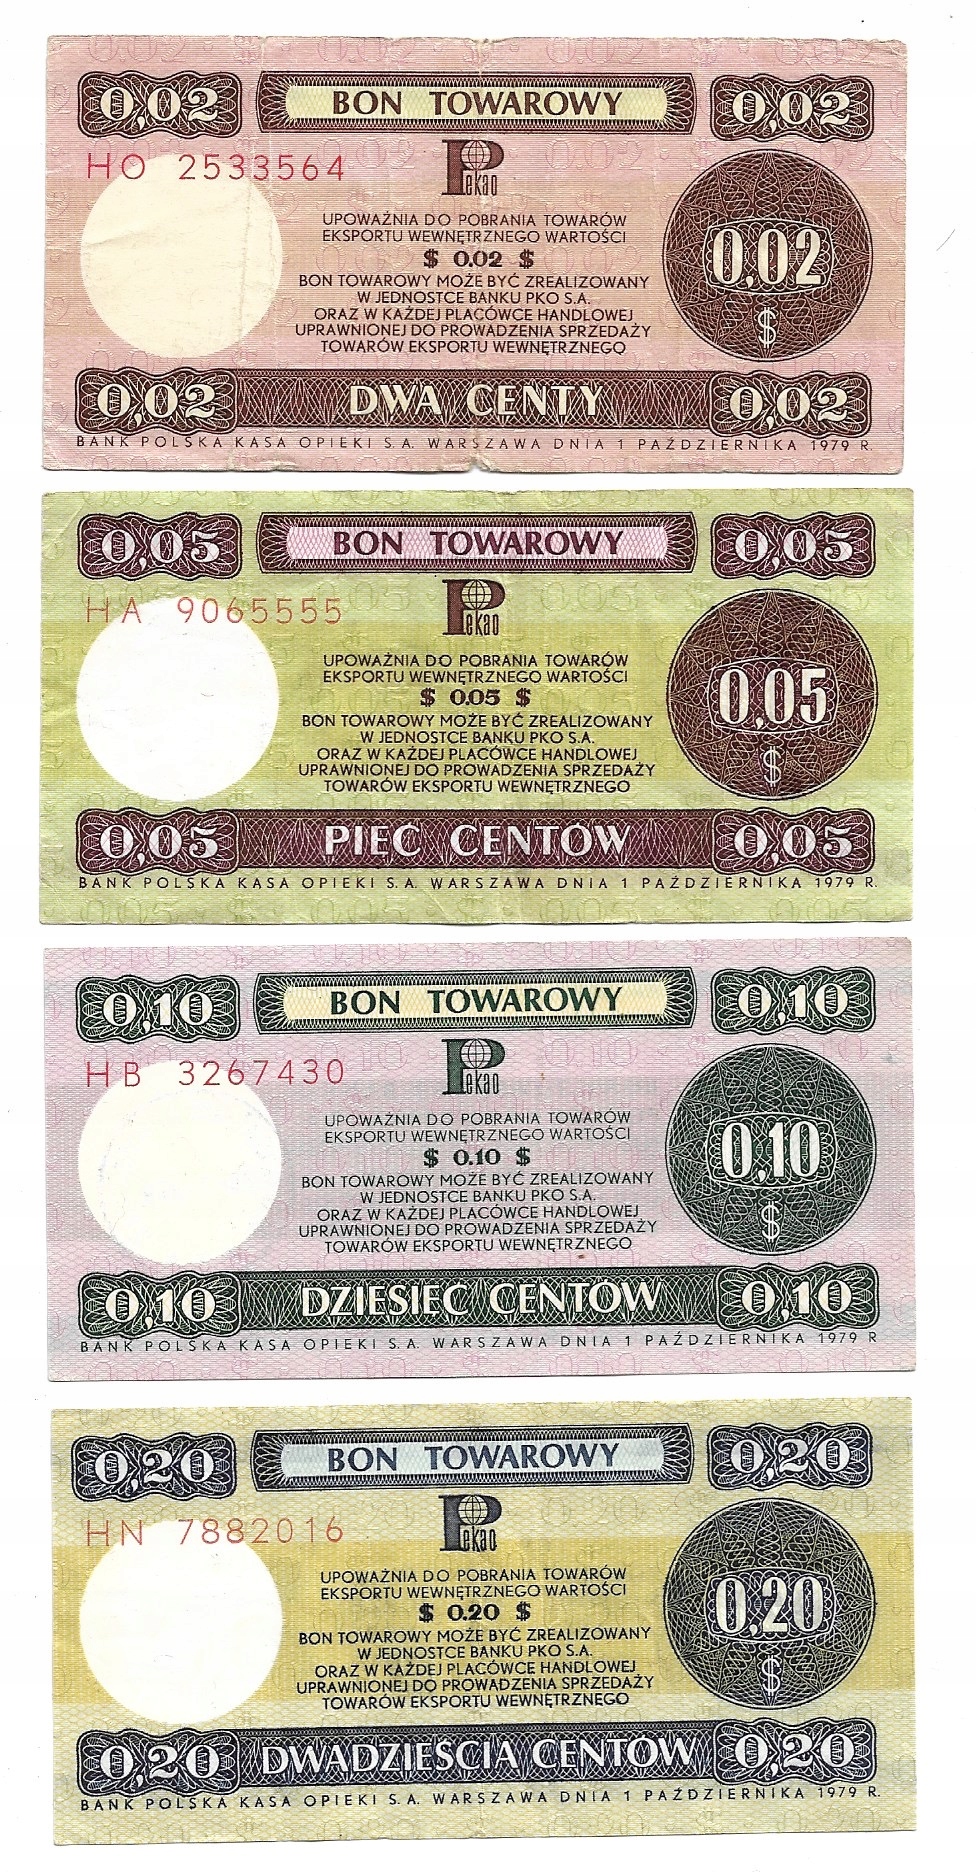 0,02 BON TOWAROWY 0,02
HO 2533564
Pekao
UPOWAŻNIA DO POBRANIA TOWARÓW
EKSPORTU WEWNĘTRZNEGO WARTOŚCI
$ 0.02 $
BON TOWAROWY MOŻE BYĆ ZREALIZOWANY
W JEDNOSTCE BANKU PKO S.A.
ORAZ W KAŻDEJ PLACÓWCE HANDLOWEJ
UPRAWNIONEJ DO PROWADZENIA SPRZEDAŻY
TOWARÓW EKSPORTU WEWNĘTRZNEGO
0,02
$
0,02 DWA CENTY 0,02
BANK POLSKA KASA OPIEKI S.A. WARSZAWA DNIA 1 PAŹDZIERNIKA 1979 R.
0,05 BON TOWAROWY 0,05
HA 9065555
Pekao
UPOWAŻNIA DO POBRANIA TOWARÓW
EKSPORTU WEWNĘTRZNEGO WARTOŚCI
$ 0.05 $
BON TOWAROWY MOŻE BYĆ ZREALIZOWANY
W JEDNOSTCE BANKU PKO S.A.
ORAZ W KAŻDEJ PLACÓWCE HANDLOWEJ
UPRAWNIONEJ DO PROWADZENIA SPRZEDAŻY
TOWARÓW EKSPORTU WEWNĘTRZNEGO
0,05
$
0,05 PIĘĆ CENTÓW 0,05
BANK POLSKA KASA OPIEKI S.A. WARSZAWA DNIA 1 PAŹDZIERNIKA 1979 R.
0,10 BON TOWAROWY 0,10
HB 3267430
Pekao
UPOWAŻNIA DO POBRANIA TOWARÓW
EKSPORTU WEWNĘTRZNEGO WARTOŚCI
$ 0.10 $
BON TOWAROWY MOŻE BYĆ ZREALIZOWANY
W JEDNOSTCE BANKU PKO S.A.
ORAZ W KAŻDEJ PLACÓWCE HANDLOWEJ
UPRAWNIONEJ DO PROWADZENIA SPRZEDAŻY
TOWARÓW EKSPORTU WEWNĘTRZNEGO
0,10
$
0,10 DZIESIĘĆ CENTÓW 0,10
BANK POLSKA KASA OPIEKI S.A. WARSZAWA DNIA 1 PAŹDZIERNIKA 1979 R
0,20 BON TOWAROWY 0,20
HN 7882016
Pekao
UPOWAŻNIA DO POBRANIA TOWARÓW
EKSPORTU WEWNĘTRZNEGO WARTOŚCI
$ 0.20 $
BON TOWAROWY MOŻE BYĆ ZREALIZOWANY
W JEDNOSTCE BANKU PKO S.A.
ORAZ W KAŻDEJ PLACÓWCE HANDLOWEJ
UPRAWNIONEJ DO PROWADZENIA SPRZEDAŻY
TOWARÓW EKSPORTU WEWNĘTRZNEGO
0,20
$
0,20 DWADZIEŚCIA CENTÓW 0,20
BANK POLSKA KASA OPIEKI S.A. WARSZAWA DNIA 1 PAŹDZIERNIKA 1979 R.